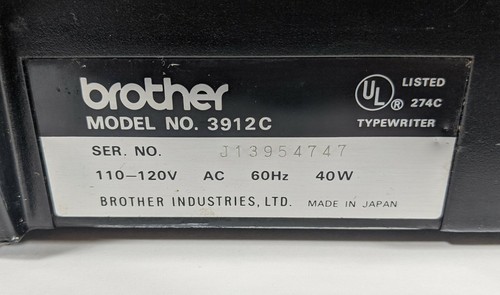 brother
MODEL NO. 3912C
UL ® LISTED
274C
TYPEWRITER
SER. NO. J13954747
110–120V AC 60Hz 40W
BROTHER INDUSTRIES, LTD. MADE IN JAPAN